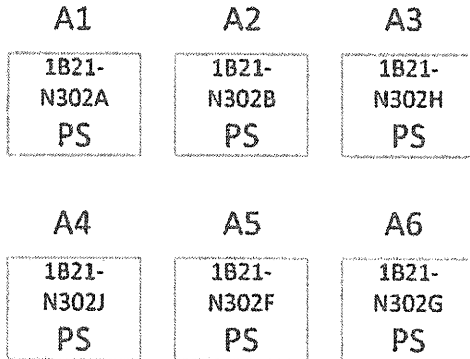 A1 A2 A3
1B21- 1B21- 1B21-
N302A N302B N302H
PS PS PS
A4 A5 A6
1B21- 1B21- 1B21-
N302J N302F N302G
PS PS PS